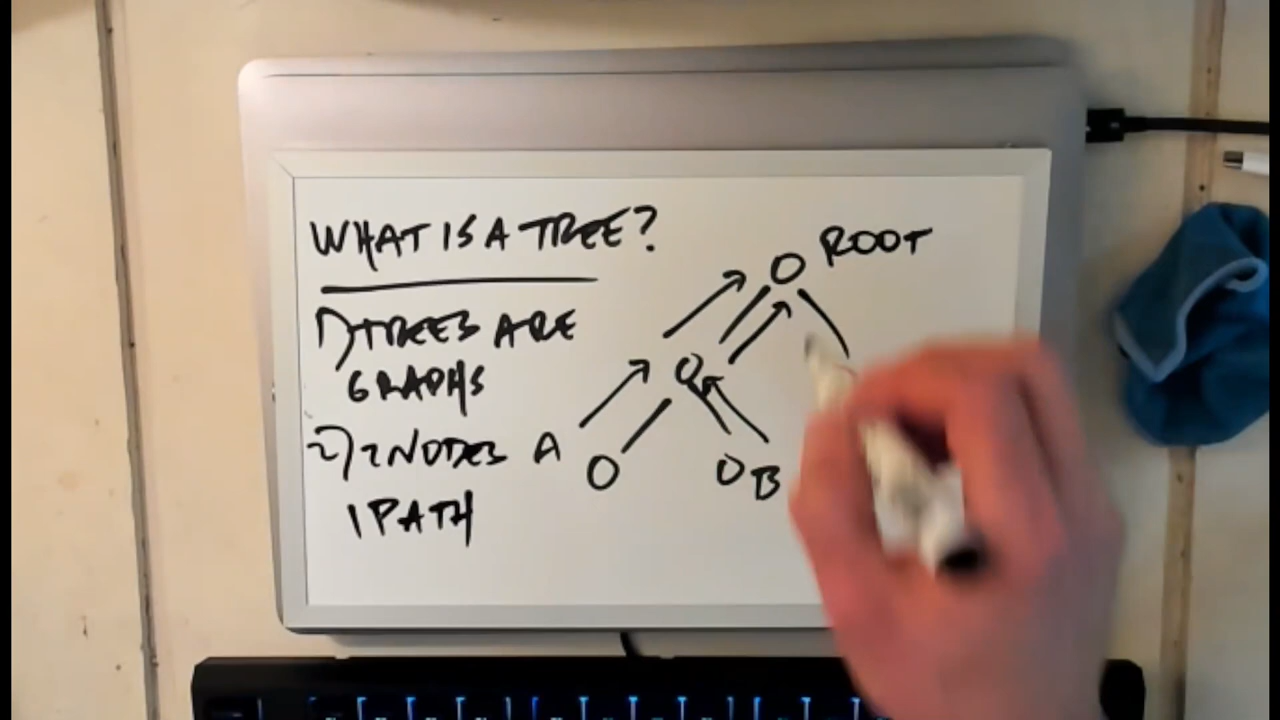 WHAT IS A TREE?
ROOT
1) TREES ARE
GRAPHS
2) 2 NODES
1 PATH
A
B